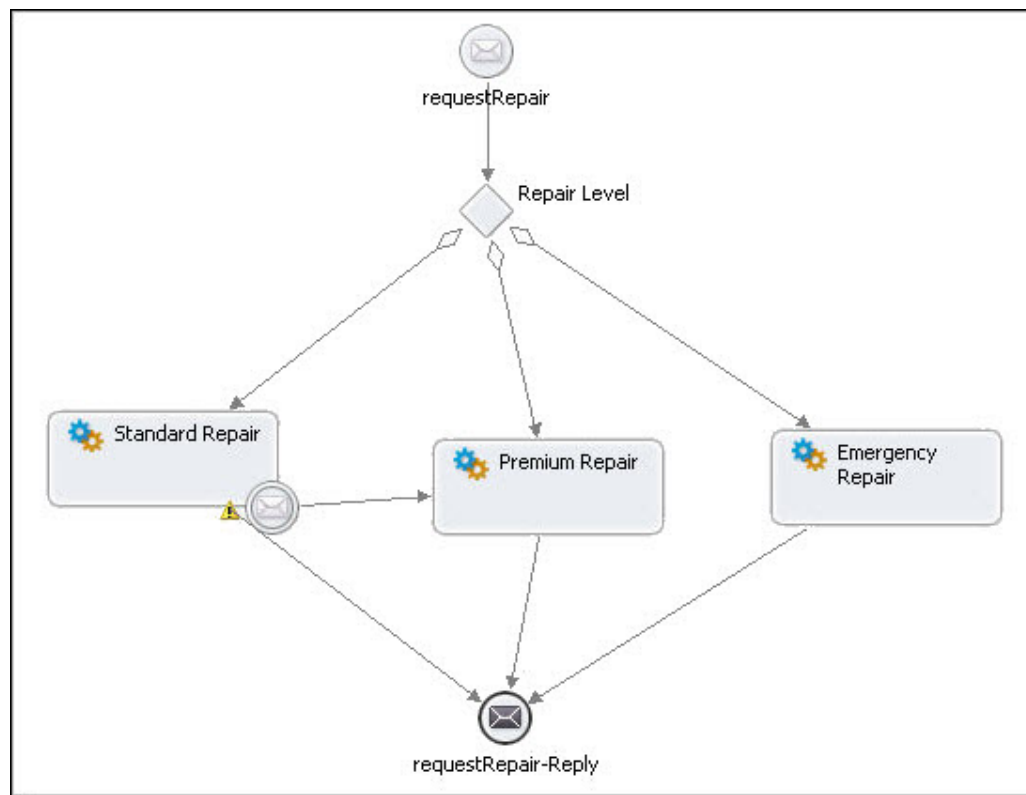 requestRepair
Repair Level
Standard Repair
Premium Repair
Emergency
Repair
requestRepair-Reply